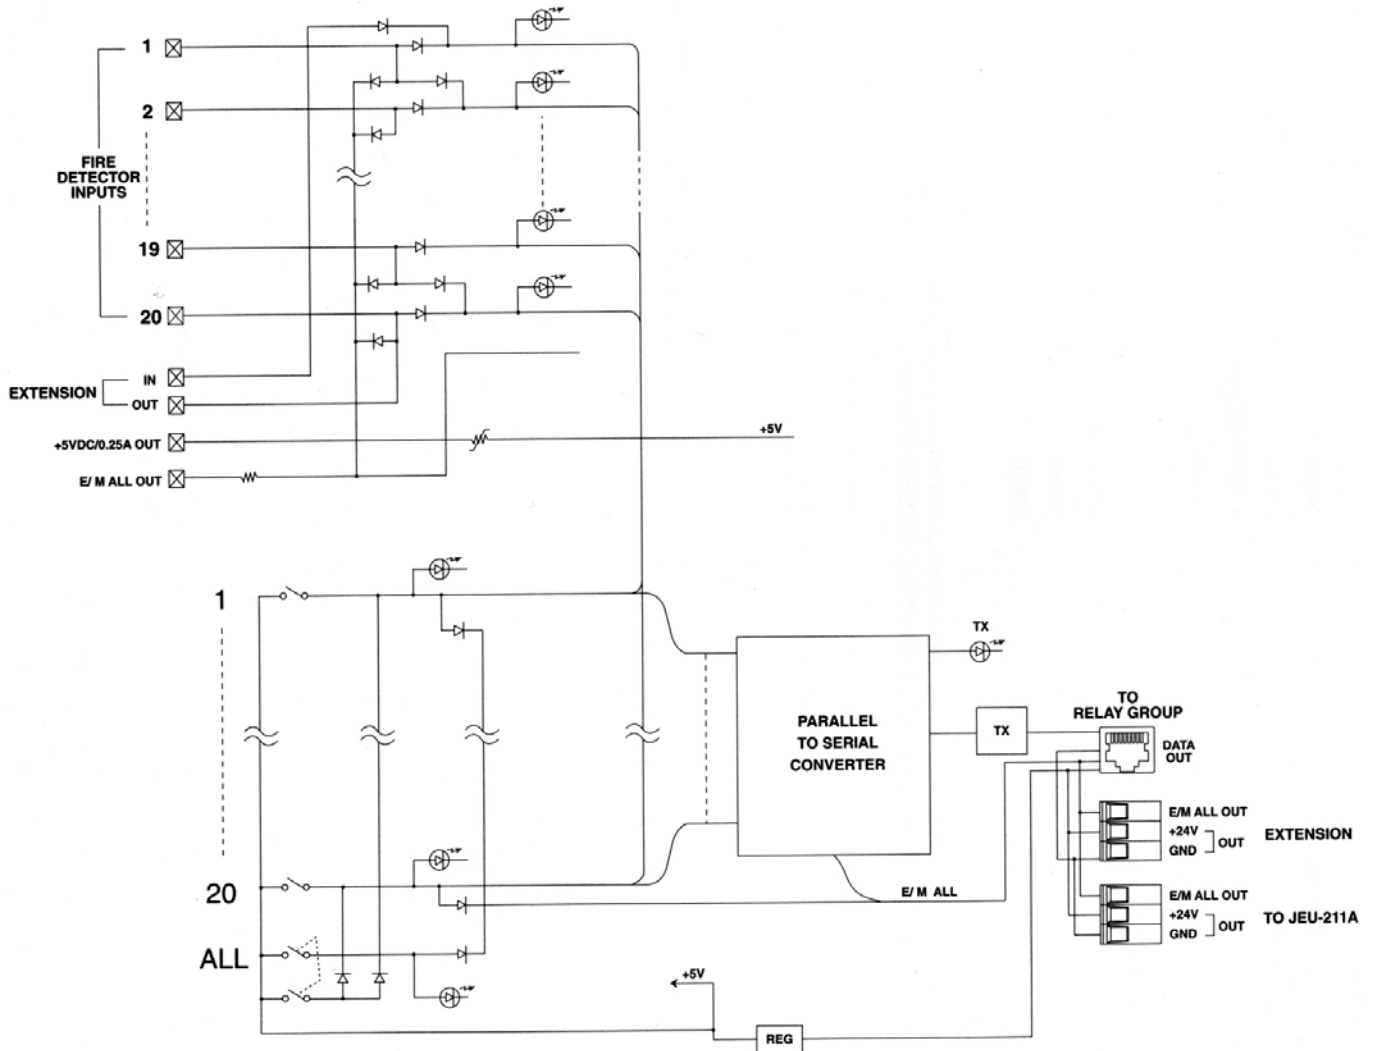 1
2
FIRE
DETECTOR
INPUTS
19
20
IN
EXTENSION
OUT
+5VDC/0.25A OUT
+5V
E/ M ALL OUT
1
TX
TO
RELAY GROUP
PARALLEL
TO SERIAL
CONVERTER
TX
DATA
OUT
E/M ALL OUT
+24V
OUT
GND
EXTENSION
20
E/ M ALL
E/M ALL OUT
+24V
OUT
GND
TO JEU-211A
ALL
+5V
REG